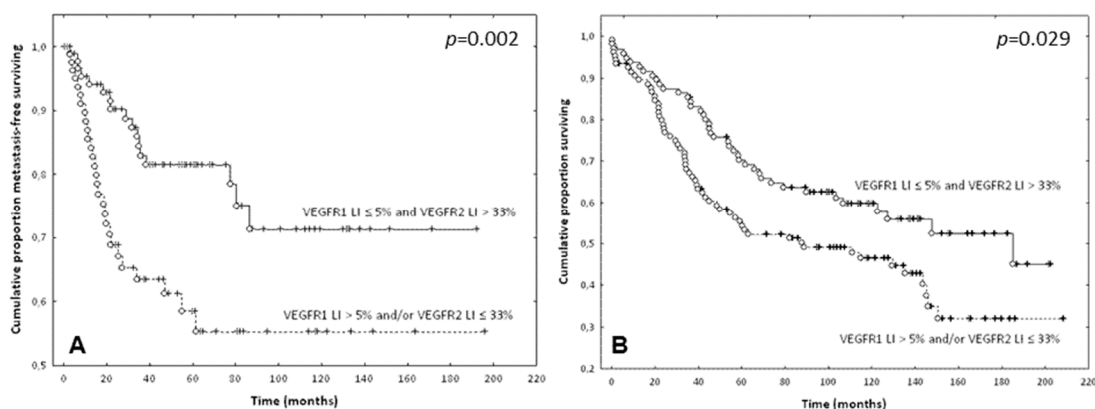 p=0.002
Cumulative proportion metastasis-free surviving
1,0
0,9
0,8
0,7
0,6
0,5
VEGFR1 LI ≤ 5% and VEGFR2 LI > 33%
VEGFR1 LI > 5% and/or VEGFR2 LI ≤ 33%
A
0 20 40 60 80 100 120 140 160 180 200 220
Time (months)
p=0.029
Cumulative proportion surviving
1,0
0,9
0,8
0,7
0,6
0,5
0,4
0,3
0,2
VEGFR1 LI ≤ 5% and VEGFR2 LI > 33%
VEGFR1 LI > 5% and/or VEGFR2 LI ≤ 33%
B
0 20 40 60 80 100 120 140 160 180 200 220
Time (months)